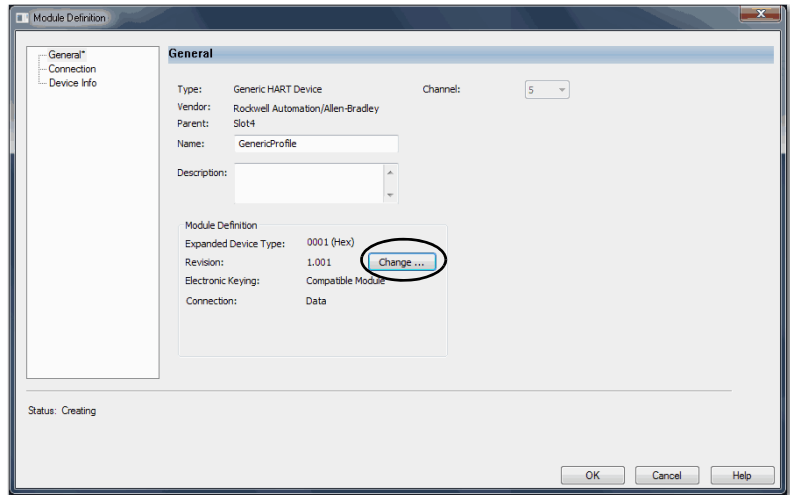 Module Definition
General*
Connection
Device Info
General
Type: Generic HART Device Channel: 5
Vendor: Rockwell Automation/Allen-Bradley
Parent: Slot4
Name: GenericProfile
Description:
Module Definition
Expanded Device Type: 0001 (Hex)
Revision: 1.001 Change ...
Electronic Keying: Compatible Module
Connection: Data
Status: Creating
OK Cancel Help